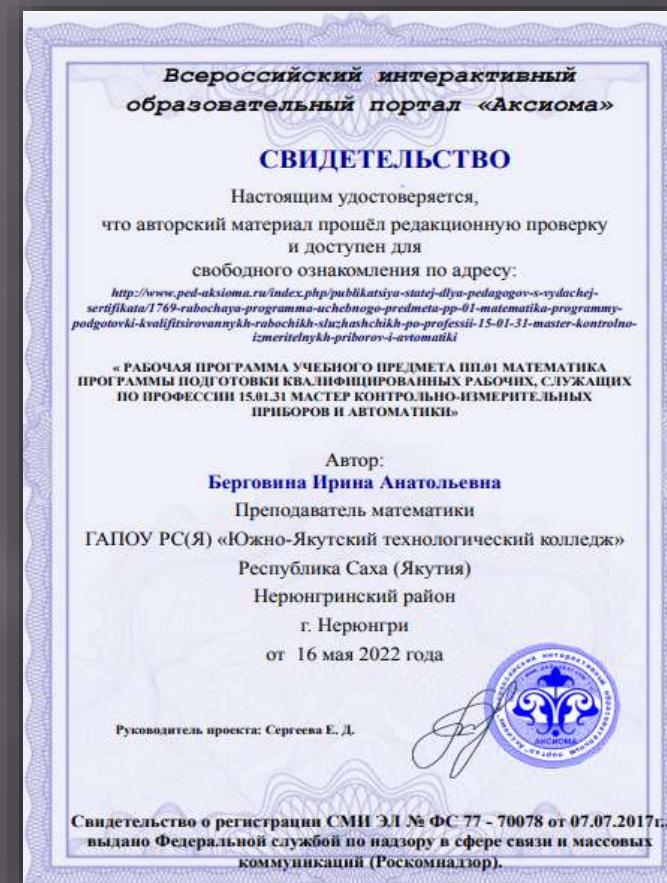 Всероссийский интерактивный
образовательный портал «Аксиома»
СВИДЕТЕЛЬСТВО
Настоящим удостоверяется,
что авторский материал прошёл редакционную проверку
и доступен для
свободного ознакомления по адресу:
http://www.ped-aksioma.ru/index.php/publikatsiya-statej-dlya-pedagogov-s-vydachej-
sertifikata/1769-rabochaya-programma-uchebnogo-predmeta-pp-01-matematika-programmy-
podgotovki-kvalifitsirovannykh-rabochikh-sluzhashchikh-po-professii-15-01-31-master-kontrolno-
izmeritelnykh-priborov-i-avtomatiki
« РАБОЧАЯ ПРОГРАММА УЧЕБНОГО ПРЕДМЕТА ПП.01 МАТЕМАТИКА
ПРОГРАММЫ ПОДГОТОВКИ КВАЛИФИЦИРОВАННЫХ РАБОЧИХ, СЛУЖАЩИХ
ПО ПРОФЕССИИ 15.01.31 МАСТЕР КОНТРОЛЬНО-ИЗМЕРИТЕЛЬНЫХ
ПРИБОРОВ И АВТОМАТИКИ»
Автор:
Берговина Ирина Анатольевна
Преподаватель математики
ГАПОУ РС(Я) «Южно-Якутский технологический колледж»
Республика Саха (Якутия)
Нерюнгринский район
г. Нерюнгри
от 16 мая 2022 года
Руководитель проекта: Сергеева Е. Д.
АКСИОМА
Свидетельство о регистрации СМИ ЭЛ № ФС 77 - 70078 от 07.07.2017г.,
выдано Федеральной службой по надзору в сфере связи и массовых
коммуникаций (Роскомнадзор).